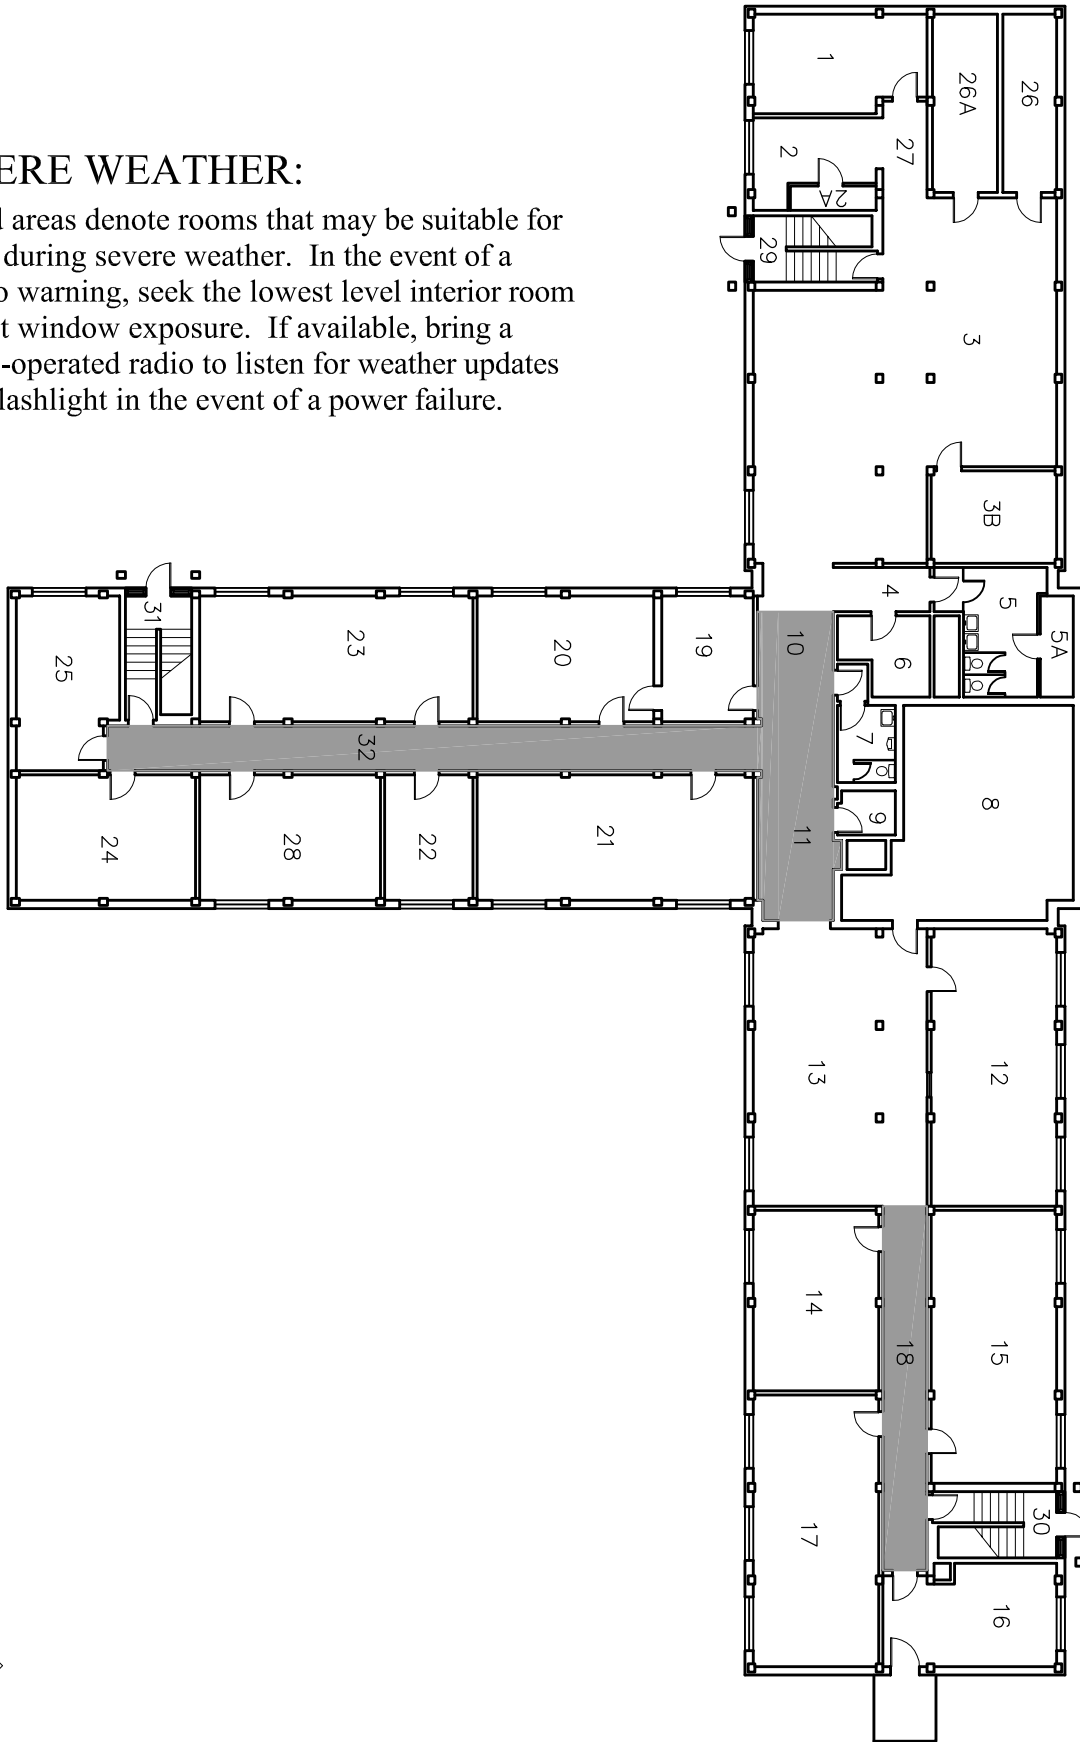 ERE WEATHER:
areas denote rooms that may be suitable for
during severe weather. In the event of a
warning, seek the lowest level interior room
t window exposure. If available, bring a
-operated radio to listen for weather updates
lashlight in the event of a power failure.
1
26A
26
2
27
2A
29
3
3B
4
5
5A
6
7
8
9
10
11
31
23
20
19
25
32
24
28
22
21
13
12
14
18
15
17
30
16